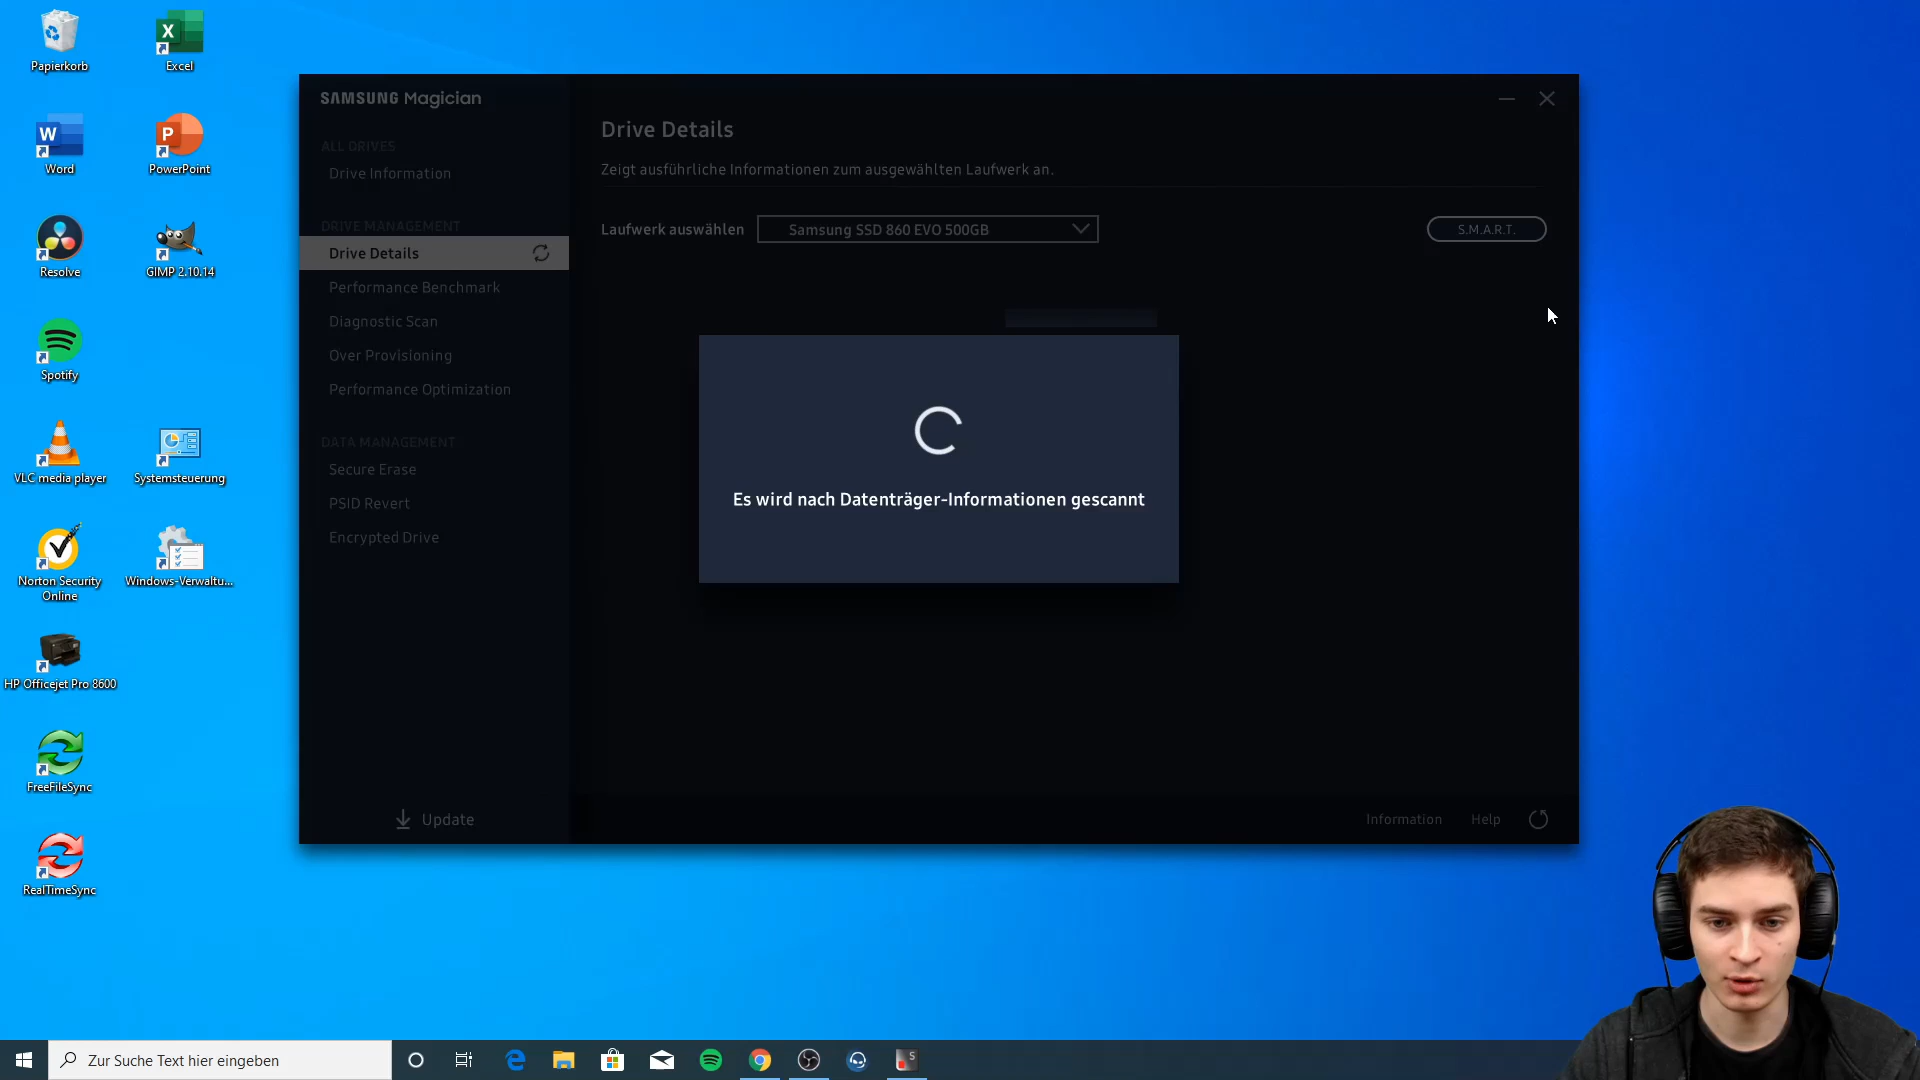 Papierkorb
Excel
Word
PowerPoint
Resolve
GIMP 2.10.14
Spotify
VLC media player
Systemsteuerung
Norton Security
Online
Windows-Verwaltu...
HP Officejet Pro 8600
FreeFileSync
RealTimeSync
SAMSUNG Magician
ALL DRIVES
Drive Information
DRIVE MANAGEMENT
Drive Details
Performance Benchmark
Diagnostic Scan
Over Provisioning
Performance Optimization
DATA MANAGEMENT
Secure Erase
PSID Revert
Encrypted Drive
Update
Drive Details
Zeigt ausführliche Informationen zum ausgewählten Laufwerk an.
Laufwerk auswählen
Samsung SSD 860 EVO 500GB
S.M.A.R.T.
Es wird nach Datenträger-Informationen gescannt
Information
Help
Zur Suche Text hier eingeben